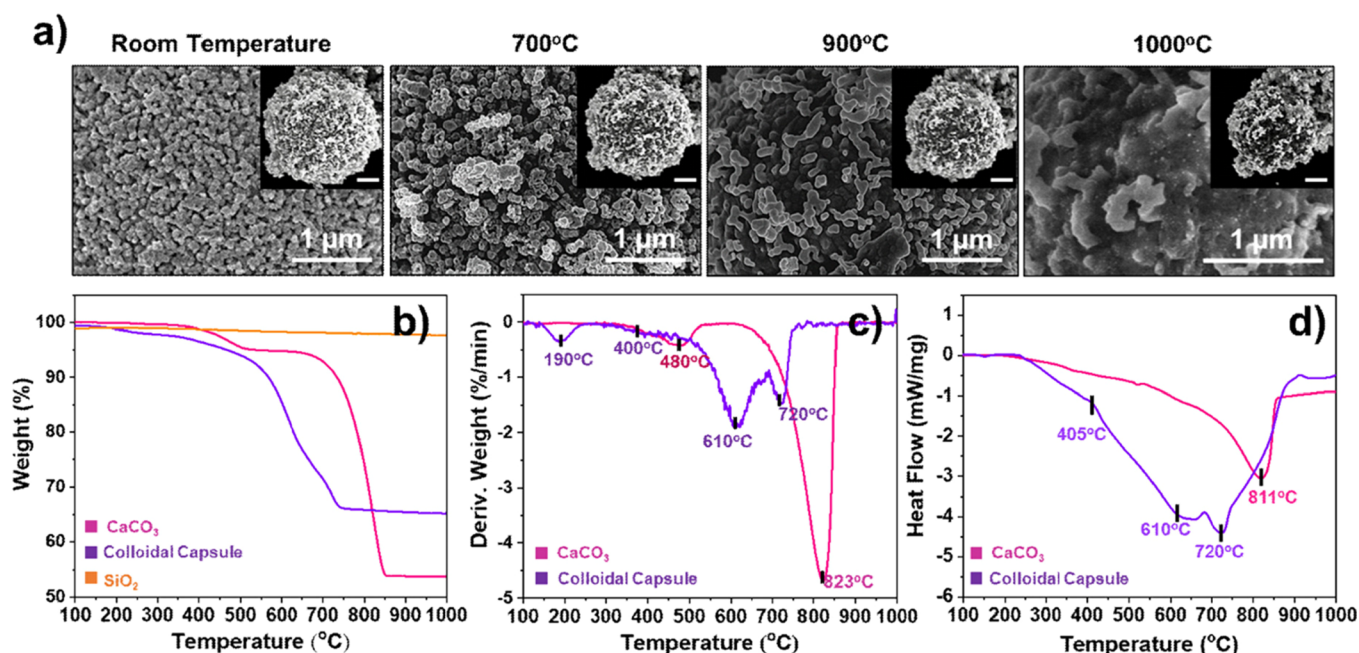 a)
Room Temperature 700°C 900°C 1000°C
1 μm 1 μm 1 μm 1 μm
b)
100
90
80
70
60
50
Weight (%)
CaCO₃
Colloidal Capsule
SiO₂
100 200 300 400 500 600 700 800 900 1000
Temperature (°C)
c)
0
-1
-2
-3
-4
-5
Deriv. Weight (%/min)
190°C
400°C
480°C
610°C
720°C
823°C
CaCO₃
Colloidal Capsule
100 200 300 400 500 600 700 800 900 1000
Temperature (°C)
d)
1
0
-1
-2
-3
-4
-5
-6
Heat Flow (mW/mg)
405°C
610°C
720°C
811°C
CaCO₃
Colloidal Capsule
100 200 300 400 500 600 700 800 900 1000
Temperature (°C)